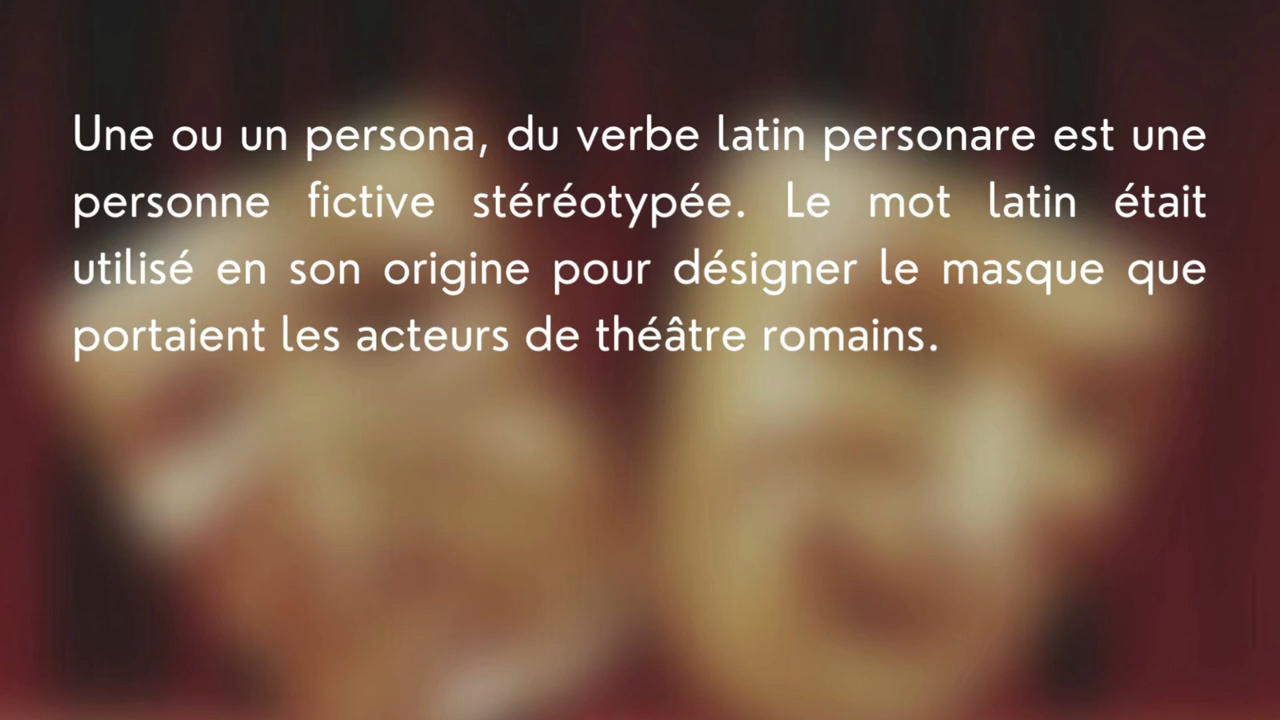 Une ou un persona, du verbe latin personare est une
personne fictive stéréotypée. Le mot latin était
utilisé en son origine pour désigner le masque que
portaient les acteurs de théâtre romains.